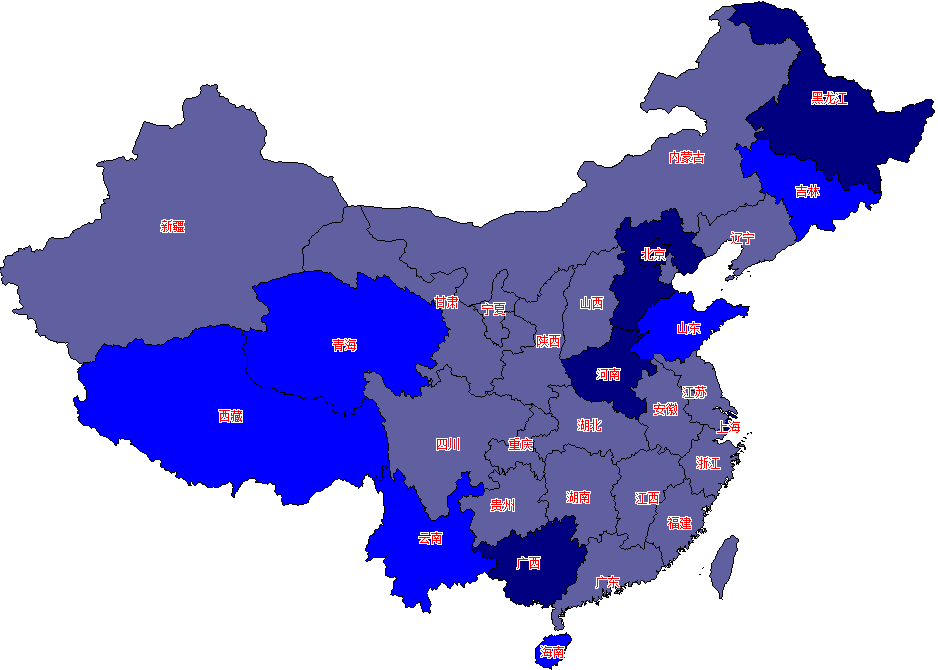 黑龙江
内蒙古
吉林
新疆
辽宁
北京
甘肃
山西
宁夏
山东
陕西
青海
河南
江苏
安徽
西藏
湖北
上海
四川
重庆
浙江
湖南
江西
贵州
福建
云南
广西
广东
海南